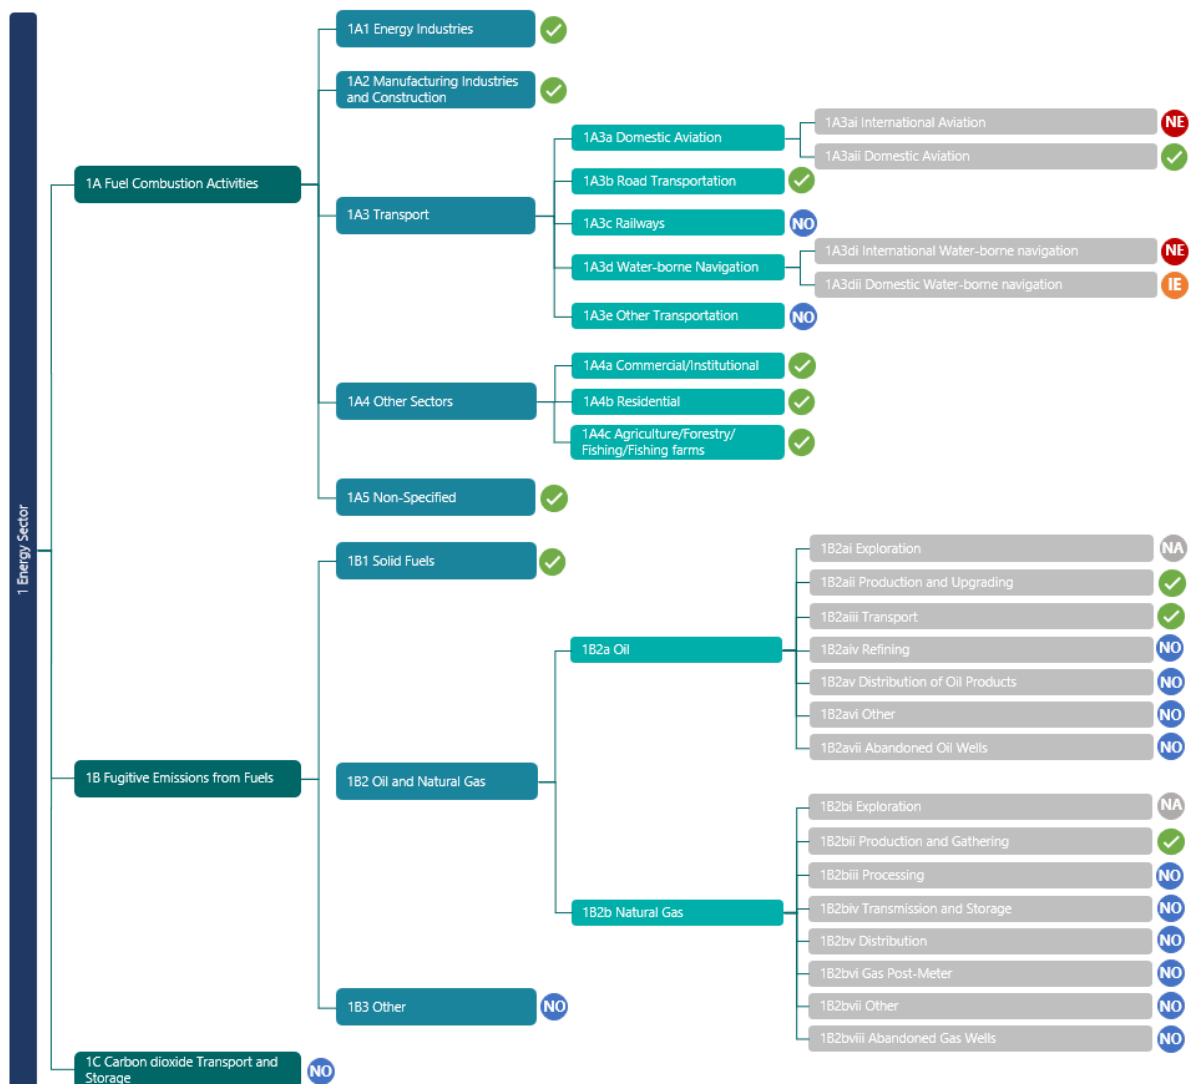 1 Energy Sector
1A Fuel Combustion Activities
1A1 Energy Industries
1A2 Manufacturing Industries
and Construction
1A3 Transport
1A3a Domestic Aviation
1A3ai International Aviation
NE
1A3aii Domestic Aviation
1A3b Road Transportation
1A3c Railways
NO
1A3d Water-borne Navigation
1A3di International Water-borne navigation
NE
1A3dii Domestic Water-borne navigation
IE
1A3e Other Transportation
NO
1A4 Other Sectors
1A4a Commercial/Institutional
1A4b Residential
1A4c Agriculture/Forestry/
Fishing/Fishing farms
1A5 Non-Specified
1B Fugitive Emissions from Fuels
1B1 Solid Fuels
1B2 Oil and Natural Gas
1B2a Oil
1B2ai Exploration
NA
1B2aii Production and Upgrading
1B2aiii Transport
1B2aiv Refining
NO
1B2av Distribution of Oil Products
NO
1B2avi Other
NO
1B2avii Abandoned Oil Wells
NO
1B2b Natural Gas
1B2bi Exploration
NA
1B2bii Production and Gathering
1B2biii Processing
NO
1B2biv Transmission and Storage
NO
1B2bv Distribution
NO
1B2bvi Gas Post-Meter
NO
1B2bvii Other
NO
1B2bviii Abandoned Gas Wells
NO
1B3 Other
NO
1C Carbon dioxide Transport and
Storage
NO